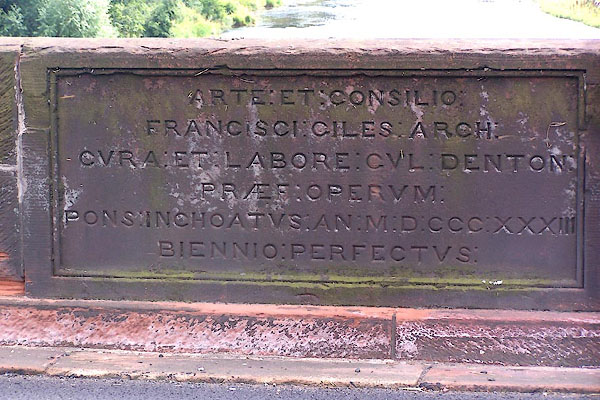 ARTE : ET : CONSILIO :
FRANCISCI : GILES : ARCH :
CVRA : ET : LABORE : GVL : DENTON :
PRÆF : OPERVM :
PONS : INCHOATVS : AN : M : D : CCC : XXXIII
BIENNIO : PERFECTVS :